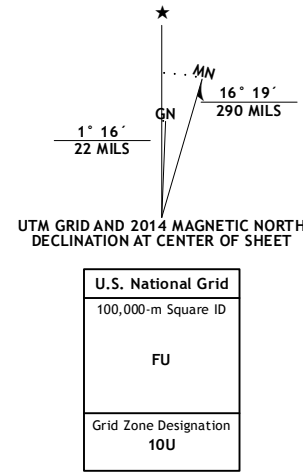 ★
MN
GN
16° 19´
290 MILS
1° 16´
22 MILS
UTM GRID AND 2014 MAGNETIC NORTH
DECLINATION AT CENTER OF SHEET
U.S. National Grid
100,000-m Square ID
FU
Grid Zone Designation
10U